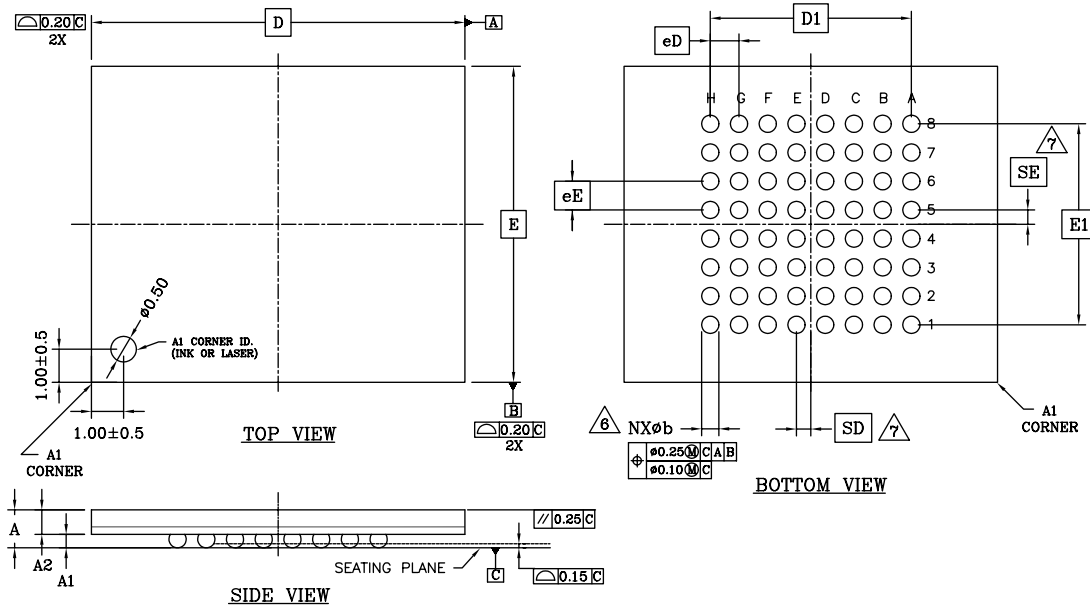 ⌓ 0.20 C
2X
D
A
E
ø0.50
A1 CORNER ID.
(INK OR LASER)
1.00±0.5
1.00±0.5
A1
CORNER
TOP VIEW
B
⌓ 0.20 C
2X
D1
eD
H G F E D C B A
8
7
6
5
4
3
2
1
eE
7
SE
E1
6 NXøb
⌖ ø0.25Ⓜ C A B
ø0.10Ⓜ C
SD 7
A1
CORNER
BOTTOM VIEW
A
A2
A1
// 0.25 C
SEATING PLANE
C
⌓ 0.15 C
SIDE VIEW